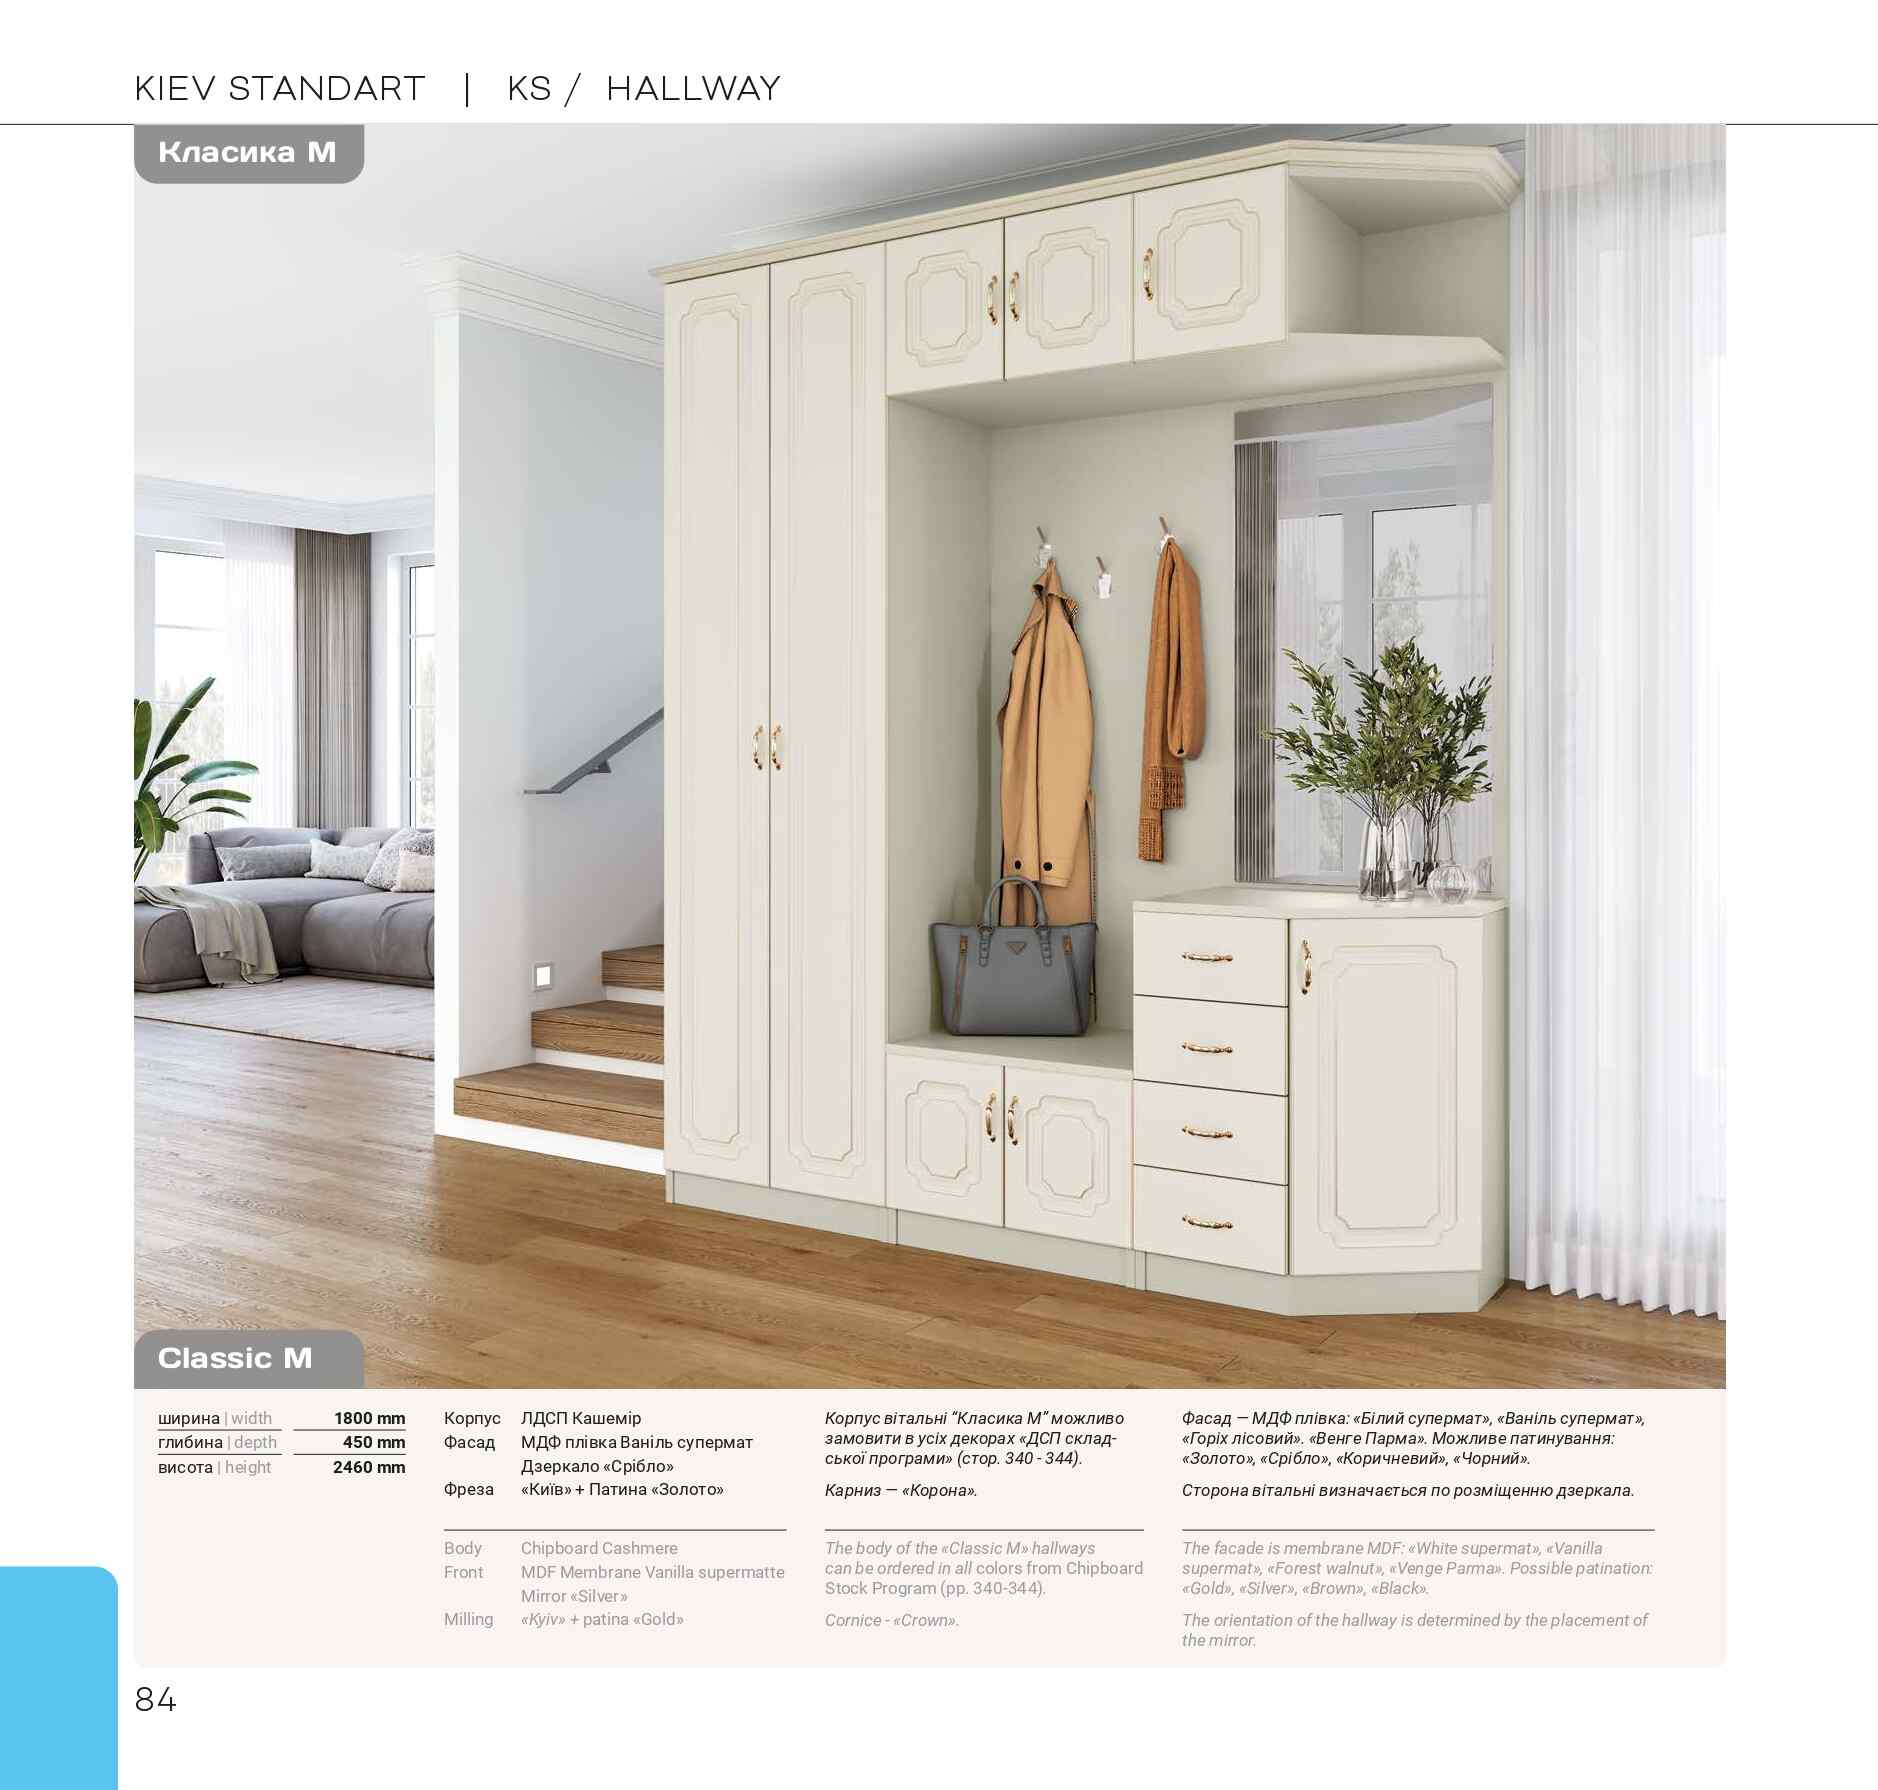 KIEV STANDART | KS / HALLWAY
Класика М
Classic M
ширина | width 1800 mm
глибина | depth 450 mm
висота | height 2460 mm
Корпус ЛДСП Кашемір
Фасад МДФ плівка Ваніль супермат
Дзеркало «Срібло»
Фреза «Київ» + Патина «Золото»
Body Chipboard Cashmere
Front MDF Membrane Vanilla supermatte
Mirror «Silver»
Milling «Kyiv» + patina «Gold»
Корпус вітальні “Класика М” можливо
замовити в усіх декорах «ДСП склад-
ської програми» (стор. 340 - 344).
Карниз — «Корона».
The body of the «Classic M» hallways
can be ordered in all colors from Chipboard
Stock Program (pp. 340-344).
Cornice - «Crown».
Фасад — МДФ плівка: «Білий супермат», «Ваніль супермат»,
«Горіх лісовий». «Венге Парма». Можливе патинування:
«Золото», «Срібло», «Коричневий», «Чорний».
Сторона вітальні визначається по розміщенню дзеркала.
The facade is membrane MDF: «White supermat», «Vanilla
supermat», «Forest walnut», «Venge Parma». Possible patination:
«Gold», «Silver», «Brown», «Black».
The orientation of the hallway is determined by the placement of
the mirror.
84